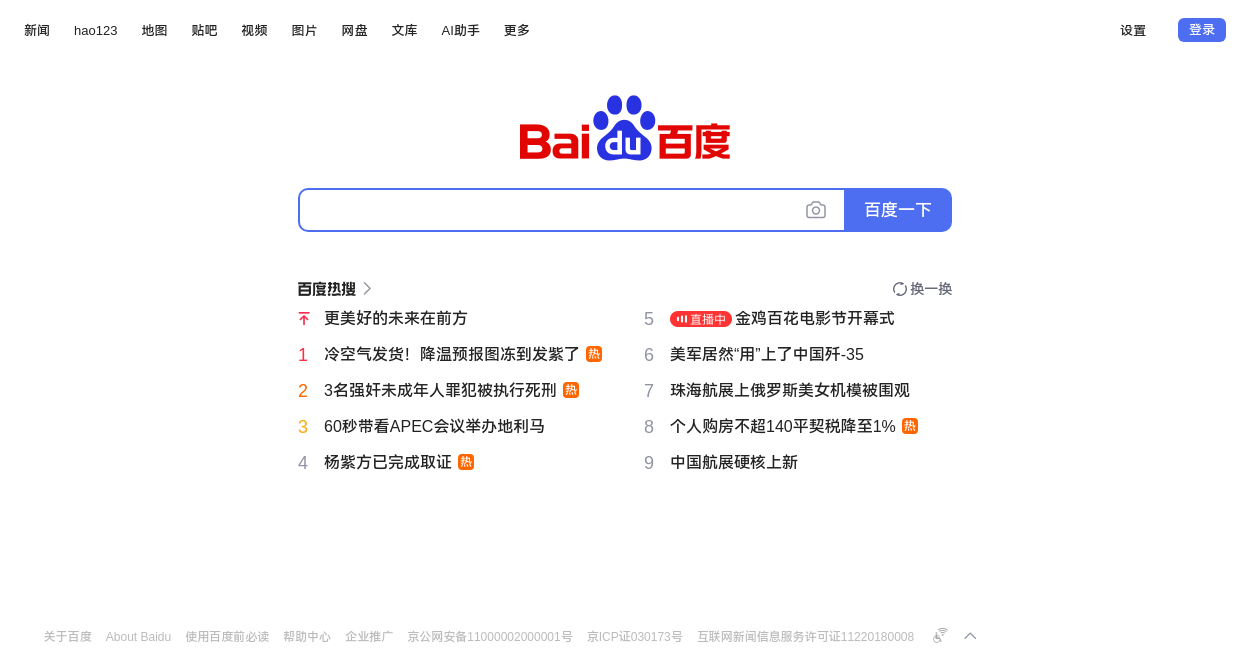 新闻 hao123 地图 贴吧 视频 图片 网盘 文库 AI助手 更多 设置 登录
Bai du 百度
百度一下
百度热搜 换一换
更美好的未来在前方
1 冷空气发货！降温预报图冻到发紫了 热
2 3名强奸未成年人罪犯被执行死刑 热
3 60秒带看APEC会议举办地利马
4 杨紫方已完成取证 热
5 直播中 金鸡百花电影节开幕式
6 美军居然“用”上了中国歼-35
7 珠海航展上俄罗斯美女机模被围观
8 个人购房不超140平契税降至1% 热
9 中国航展硬核上新
关于百度 About Baidu 使用百度前必读 帮助中心 企业推广 京公网安备11000002000001号 京ICP证030173号 互联网新闻信息服务许可证11220180008